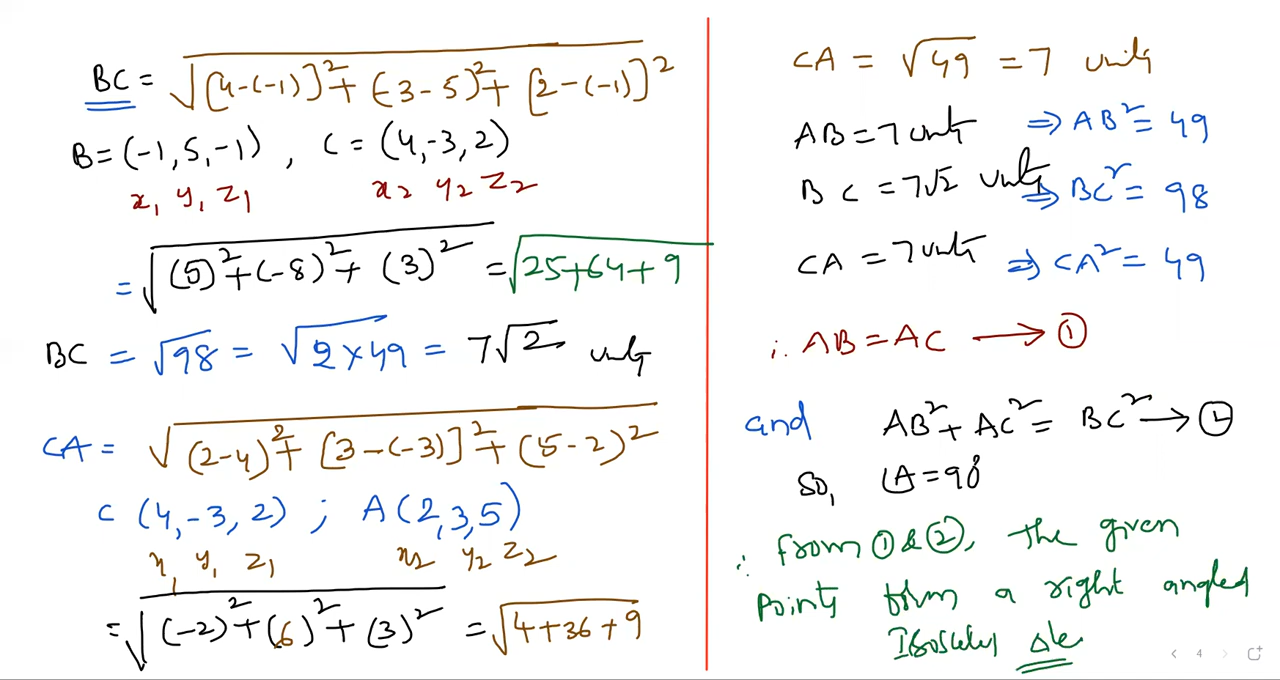 BC = √[4-(-1)]² + (-3-5)² + [2-(-1)]²
B = (-1, 5, -1) , C = (4, -3, 2)
x₁ y₁ z₁ x₂ y₂ z₂
= √(5)² + (-8)² + (3)² = √25+64+9
BC = √98 = √2×49 = 7√2 units
CA = √(2-4)² + [3-(-3)]² + (5-2)²
C (4, -3, 2) ; A (2, 3, 5)
x₁ y₁ z₁ x₂ y₂ z₂
= √(-2)² + (6)² + (3)² = √4+36+9
CA = √49 = 7 units
AB = 7 units ⇒ AB² = 49
BC = 7√2 units ⇒ BC² = 98
CA = 7 units ⇒ CA² = 49
∴ AB = AC → ①
and AB² + AC² = BC² → ②
So, ∠A = 90°
∴ from ① & ②, the given
points form a right angled
Isosceles Δle
< 4 >